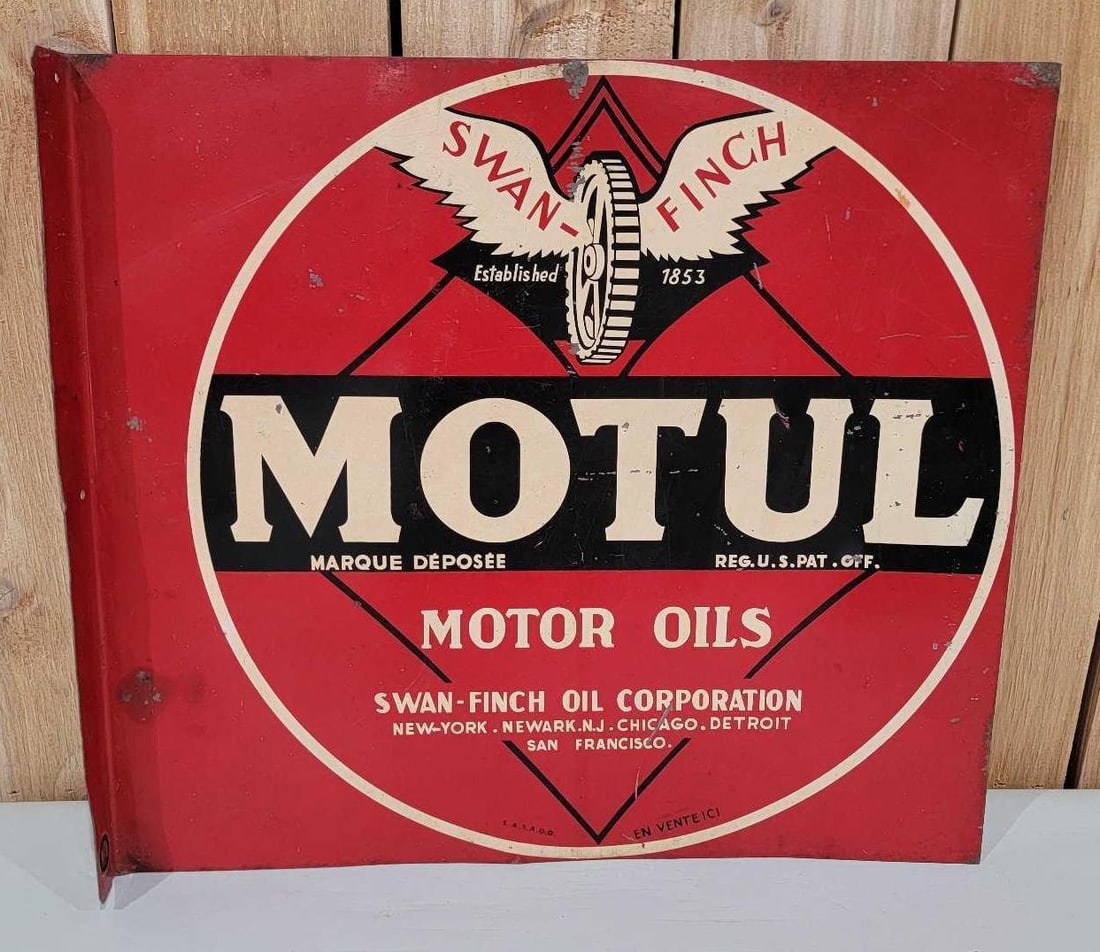 SWAN-FINCH
Established 1853
MOTUL
MARQUE DÉPOSÉE REG.U.S.PAT.OFF.
MOTOR OILS
SWAN-FINCH OIL CORPORATION
NEW-YORK.NEWARK.N.J.CHICAGO.DETROIT
SAN FRANCISCO.
S.A.S.A.G.O. EN VENTE ICI